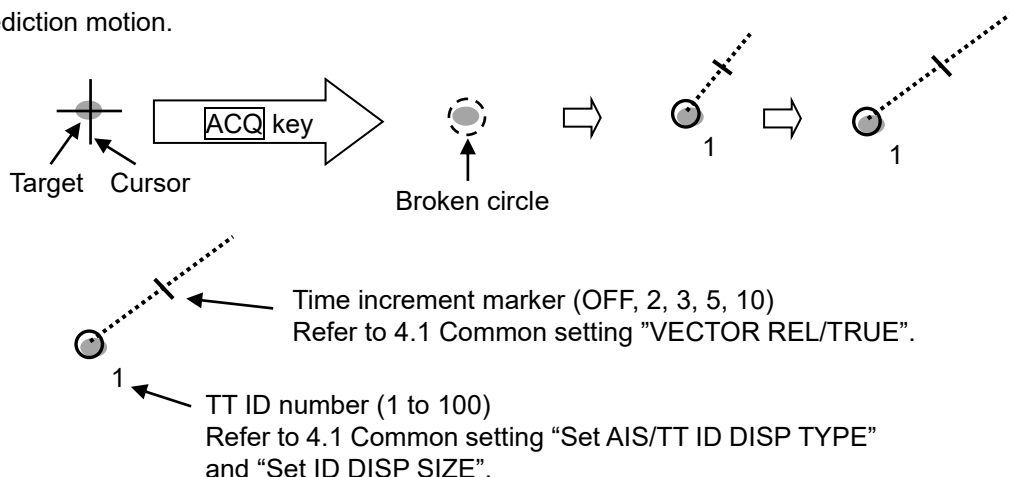 ediction motion.
ACQ key
1
1
Target Cursor
Broken circle
Time increment marker (OFF, 2, 3, 5, 10)
Refer to 4.1 Common setting "VECTOR REL/TRUE".
1
TT ID number (1 to 100)
Refer to 4.1 Common setting “Set AIS/TT ID DISP TYPE”
and “Set ID DISP SIZE”.